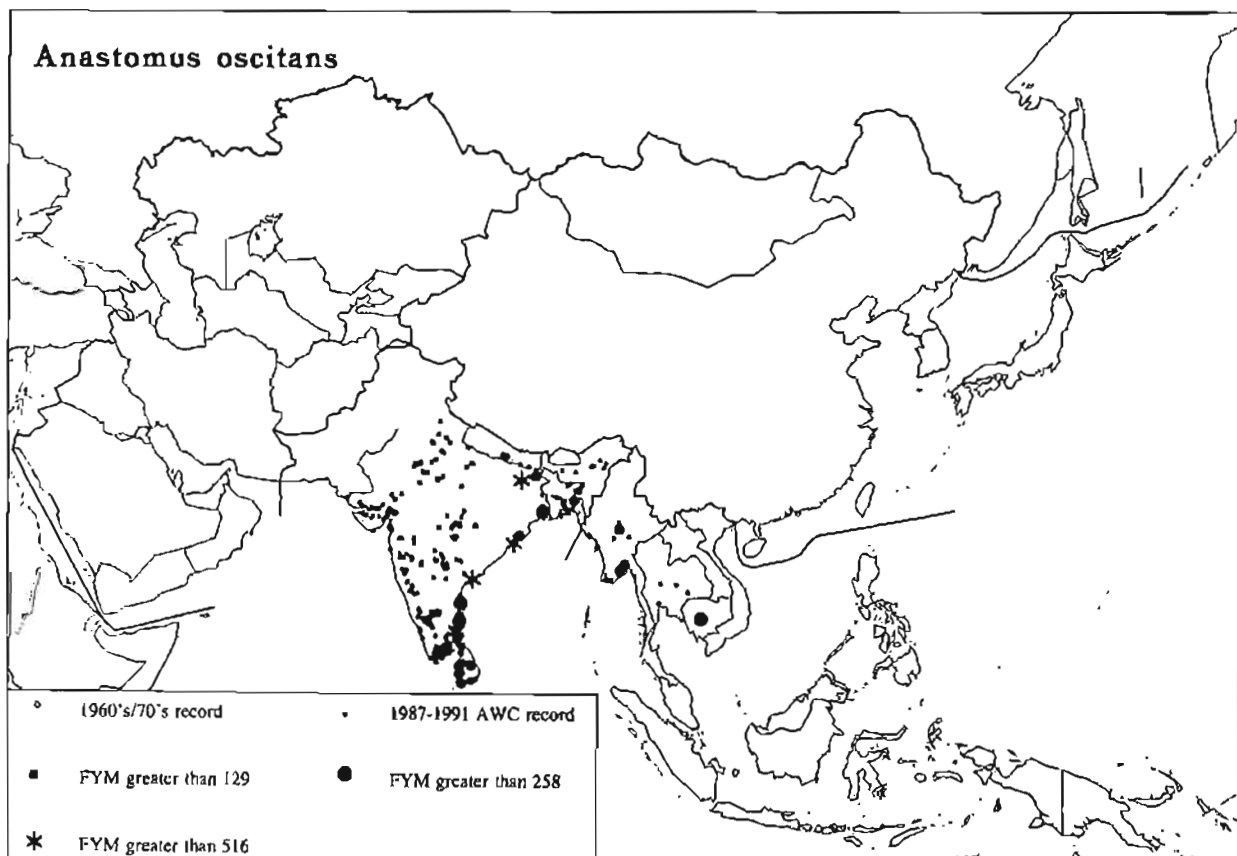 Anastomus oscitans
1960's/70's record
1987-1991 AWC record
FYM greater than 129
FYM greater than 258
FYM greater than 516